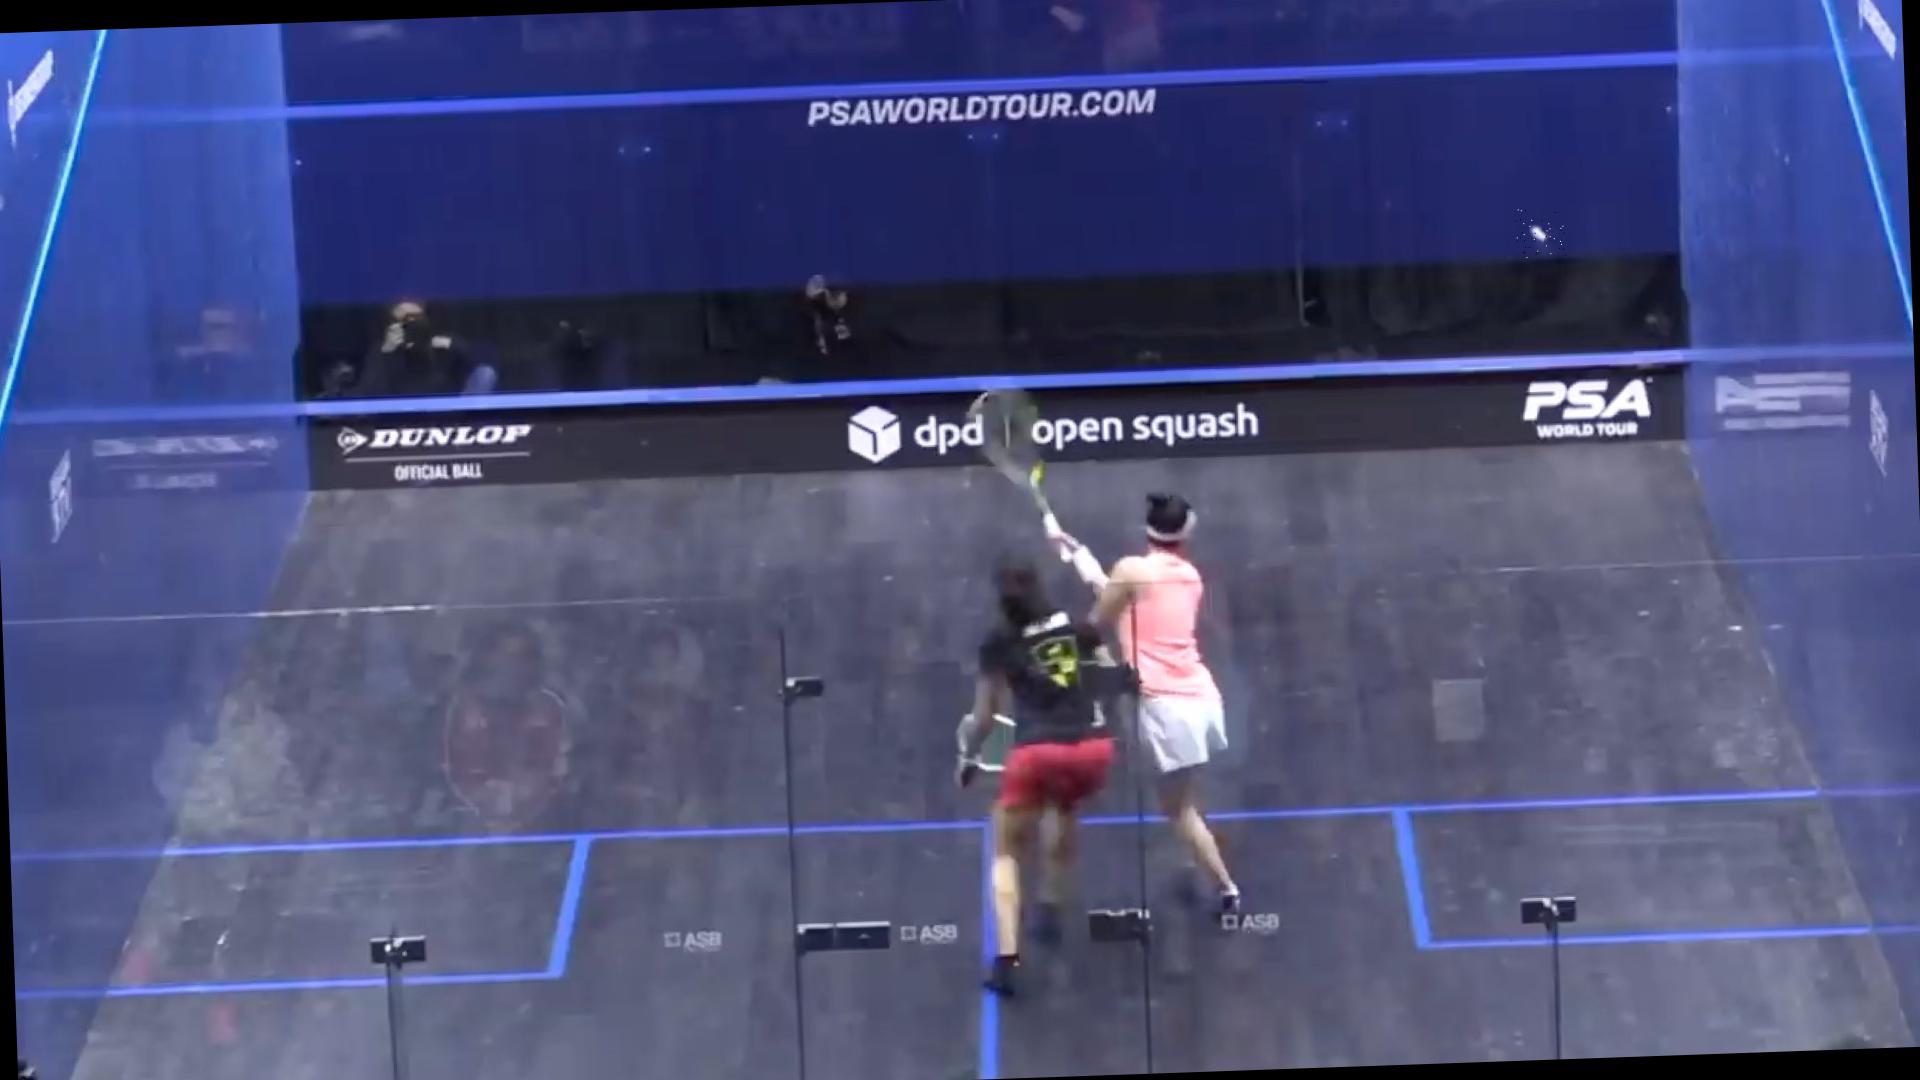 PSAWORLDTOUR.COM
DUNLOP
OFFICIAL BALL
dpd open squash
PSA
WORLD TOUR
ASB
ASB
ASB